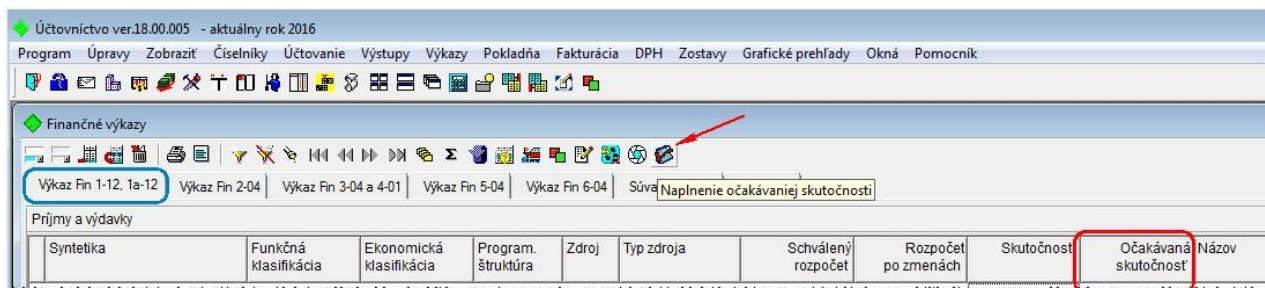 Účtovníctvo ver.18.00.005 - aktuálny rok 2016
Program Úpravy Zobraziť Číselníky Účtovanie Výstupy Výkazy Pokladňa Fakturácia DPH Zostavy Grafické prehľady Okná Pomocník
Finančné výkazy
Výkaz Fin 1-12, 1a-12 Výkaz Fin 2-04 Výkaz Fin 3-04 a 4-01 Výkaz Fin 5-04 Výkaz Fin 6-04 Súva
Naplnenie očakávaniej skutočnosti
Príjmy a výdavky
Syntetika Funkčná klasifikácia Ekonomická klasifikácia Program. štruktúra Zdroj Typ zdroja Schválený rozpočet Rozpočet po zmenách Skutočnosť Očakávaná skutočnosť Názov